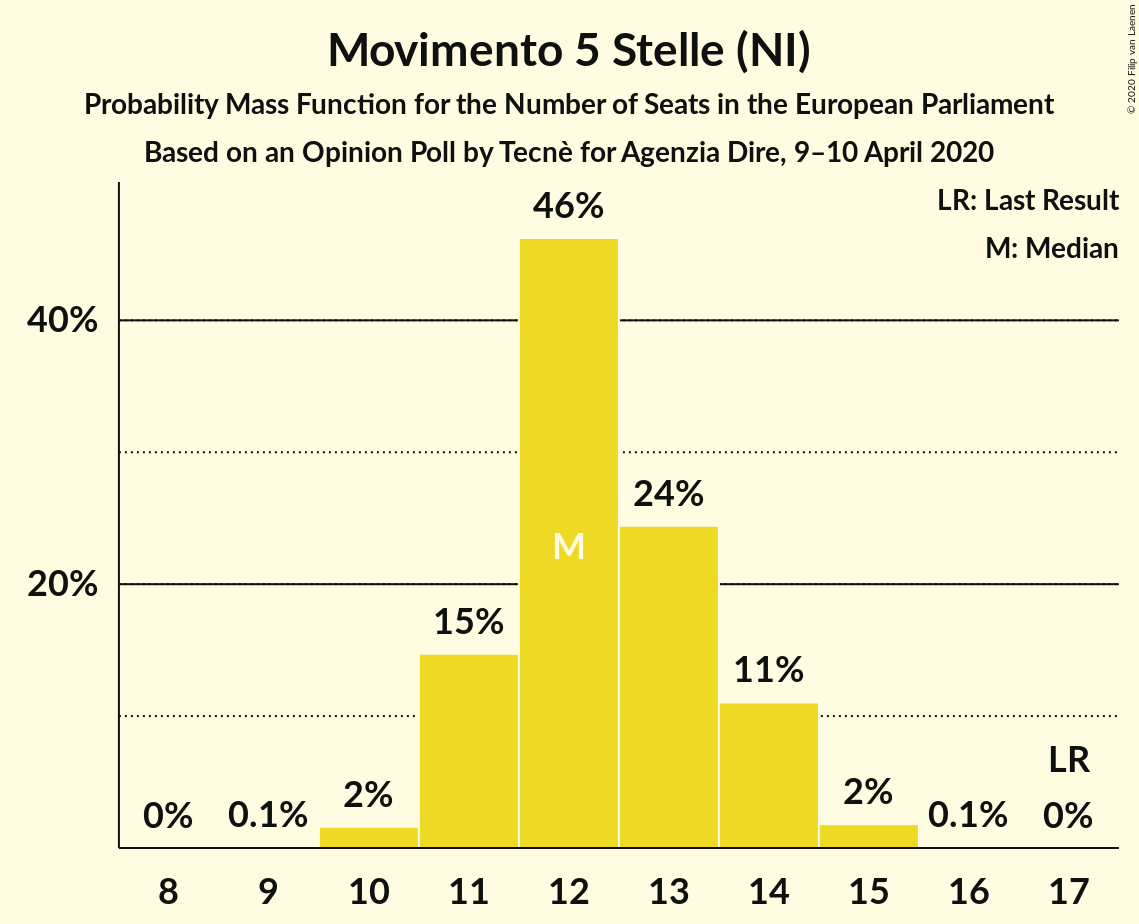 Movimento 5 Stelle (NI)
Probability Mass Function for the Number of Seats in the European Parliament
Based on an Opinion Poll by Tecnè for Agenzia Dire, 9–10 April 2020
© 2020 Filip van Laenen
LR: Last Result
M: Median
46%
40%
24%
M
20%
15%
11%
LR
2%
2%
0%
0.1%
0.1%
0%
8 9 10 11 12 13 14 15 16 17